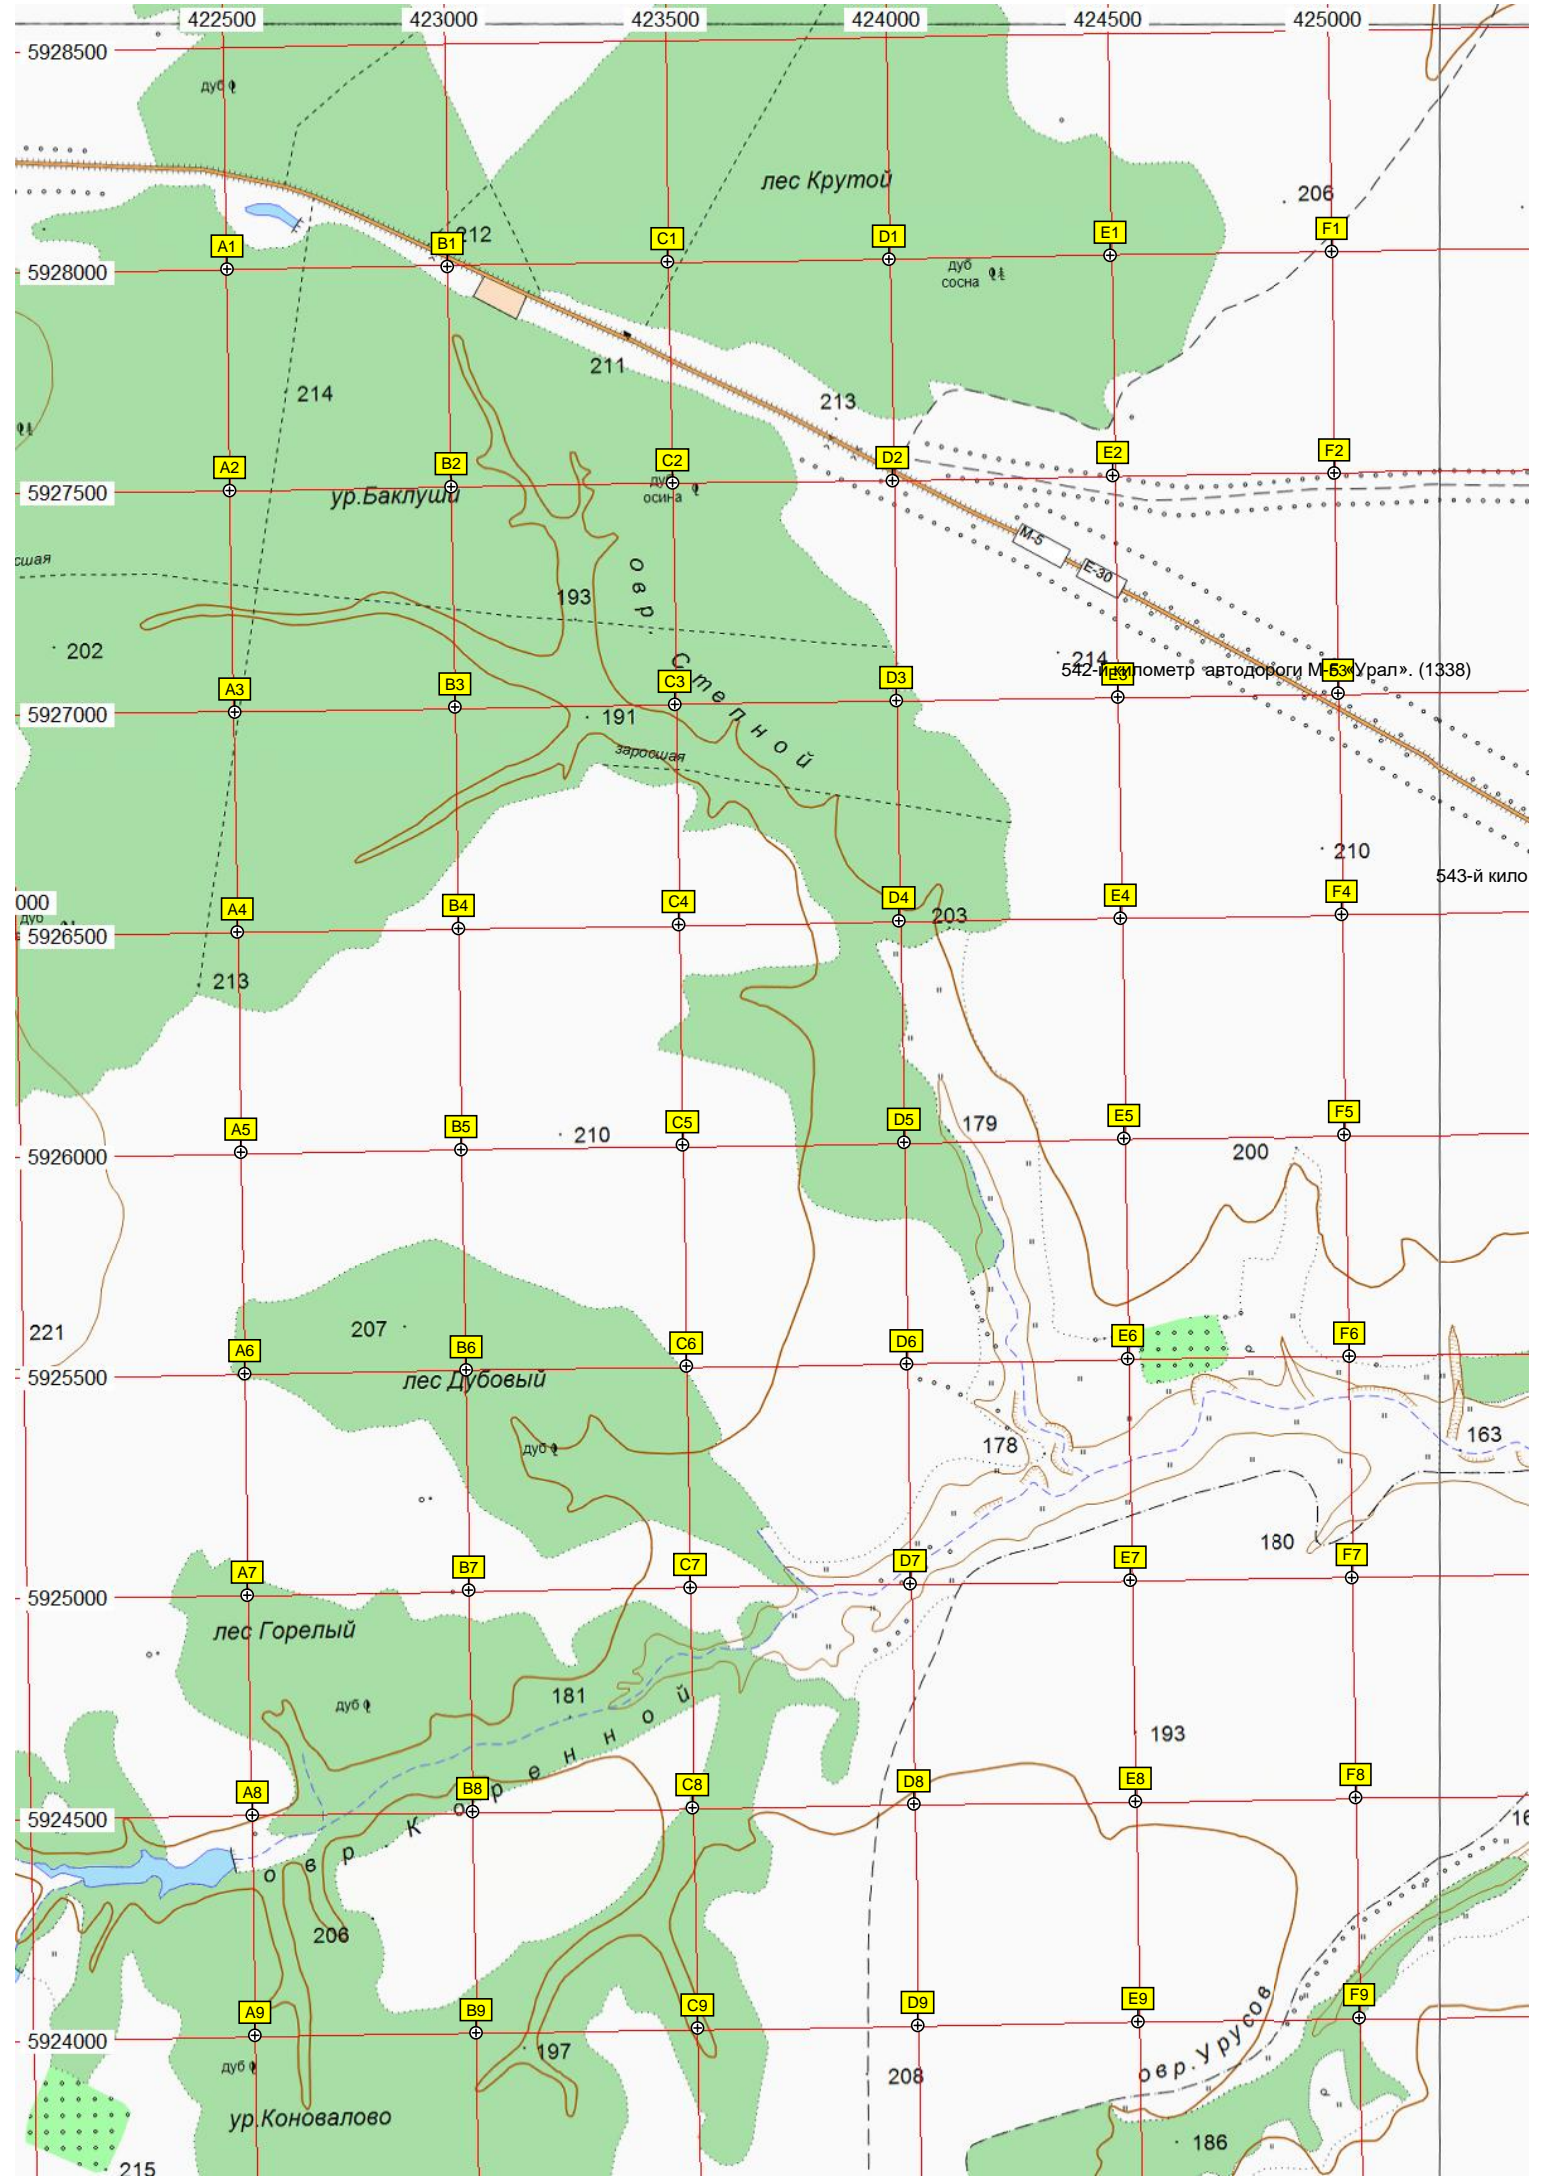 422500 423000 423500 424000 424500 425000
5928500
дуб
лес Крутой
206
A1 B1 212 C1 D1 E1 F1
5928000
дуб
сосна
211
214
213
A2 B2 C2 D2 E2 F2
5927500
ур.Баклуши
дуб
осина
М-5
Е-30
сшая
193
овр. Степной
202
214
542-й километр автодороги М-5 «Урал». (1338)
A3 B3 C3 D3 E3 F3
5927000
191
заросшая
210
543-й кило
000
дуб
A4 B4 C4 D4 E4 F4
203
5926500
213
A5 B5 C5 D5 E5 F5
210
179
200
5926000
221
207
A6 B6 C6 D6 E6 F6
5925500
лес Дубовый
дуб
178
163
180
A7 B7 C7 D7 E7 F7
5925000
лес Горелый
дуб
181
193
A8 B8 C8 D8 E8 F8
5924500
16
овр Коренной
206
A9 B9 C9 D9 E9 F9
5924000
197
дуб
208
овр.Урусов
ур.Коновалово
186
215